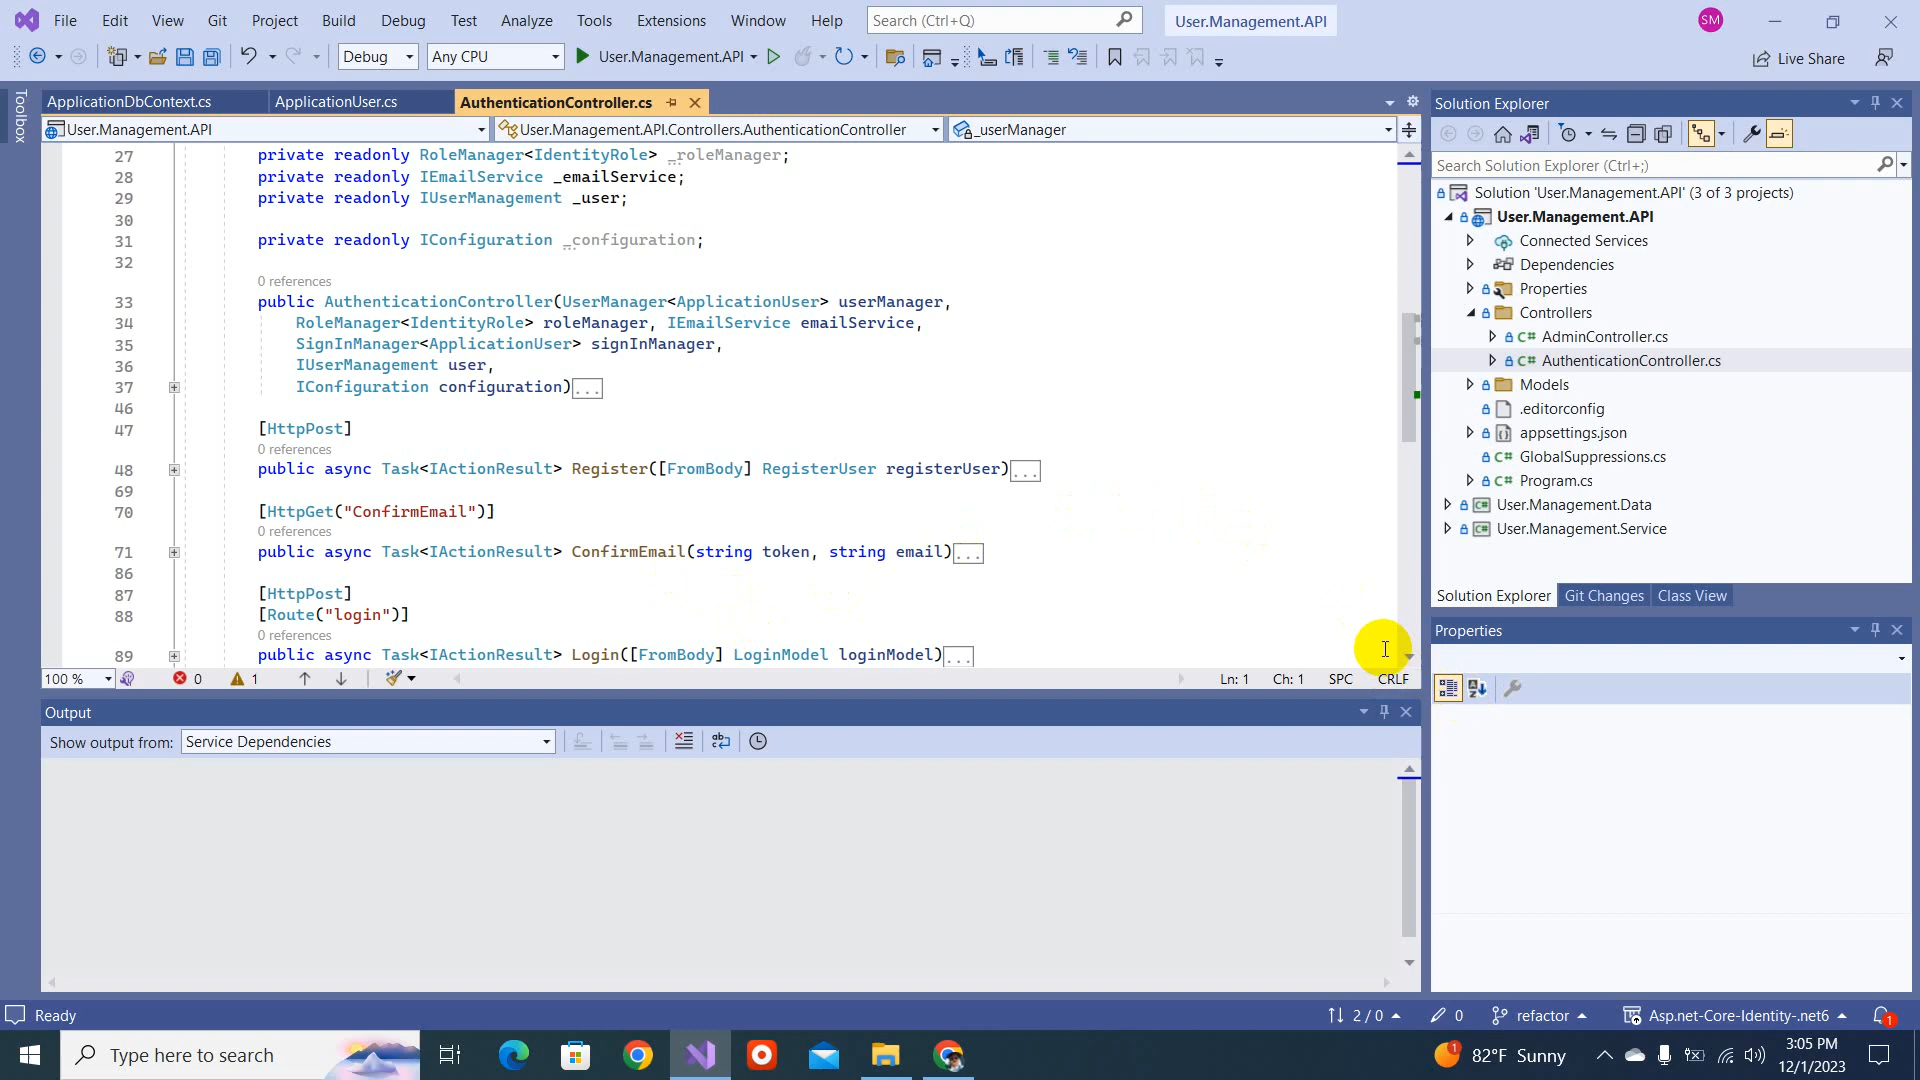 File Edit View Git Project Build Debug Test Analyze Tools Extensions Window Help Search (Ctrl+Q) User.Management.API SM
Debug Any CPU User.Management.API Live Share
Toolbox
ApplicationDbContext.cs ApplicationUser.cs AuthenticationController.cs
User.Management.API User.Management.API.Controllers.AuthenticationController _userManager
27 private readonly RoleManager<IdentityRole> _roleManager;
28 private readonly IEmailService _emailService;
29 private readonly IUserManagement _user;
30
31 private readonly IConfiguration _configuration;
32
0 references
33 public AuthenticationController(UserManager<ApplicationUser> userManager,
34 RoleManager<IdentityRole> roleManager, IEmailService emailService,
35 SignInManager<ApplicationUser> signInManager,
36 IUserManagement user,
37 IConfiguration configuration)...
46
47 [HttpPost]
0 references
48 public async Task<IActionResult> Register([FromBody] RegisterUser registerUser)...
69
70 [HttpGet("ConfirmEmail")]
0 references
71 public async Task<IActionResult> ConfirmEmail(string token, string email)...
86
87 [HttpPost]
88 [Route("login")]
0 references
89 public async Task<IActionResult> Login([FromBody] LoginModel loginModel)...
100 % 0 1 Ln: 1 Ch: 1 SPC CRLF
Output
Show output from: Service Dependencies
Solution Explorer
Search Solution Explorer (Ctrl+;)
Solution 'User.Management.API' (3 of 3 projects)
User.Management.API
Connected Services
Dependencies
Properties
Controllers
C# AdminController.cs
C# AuthenticationController.cs
Models
.editorconfig
appsettings.json
C# GlobalSuppressions.cs
C# Program.cs
User.Management.Data
User.Management.Service
Solution Explorer Git Changes Class View
Properties
Ready 2 / 0 0 refactor Asp.net-Core-Identity-.net6 1
Type here to search 1 82°F Sunny 3:05 PM
12/1/2023